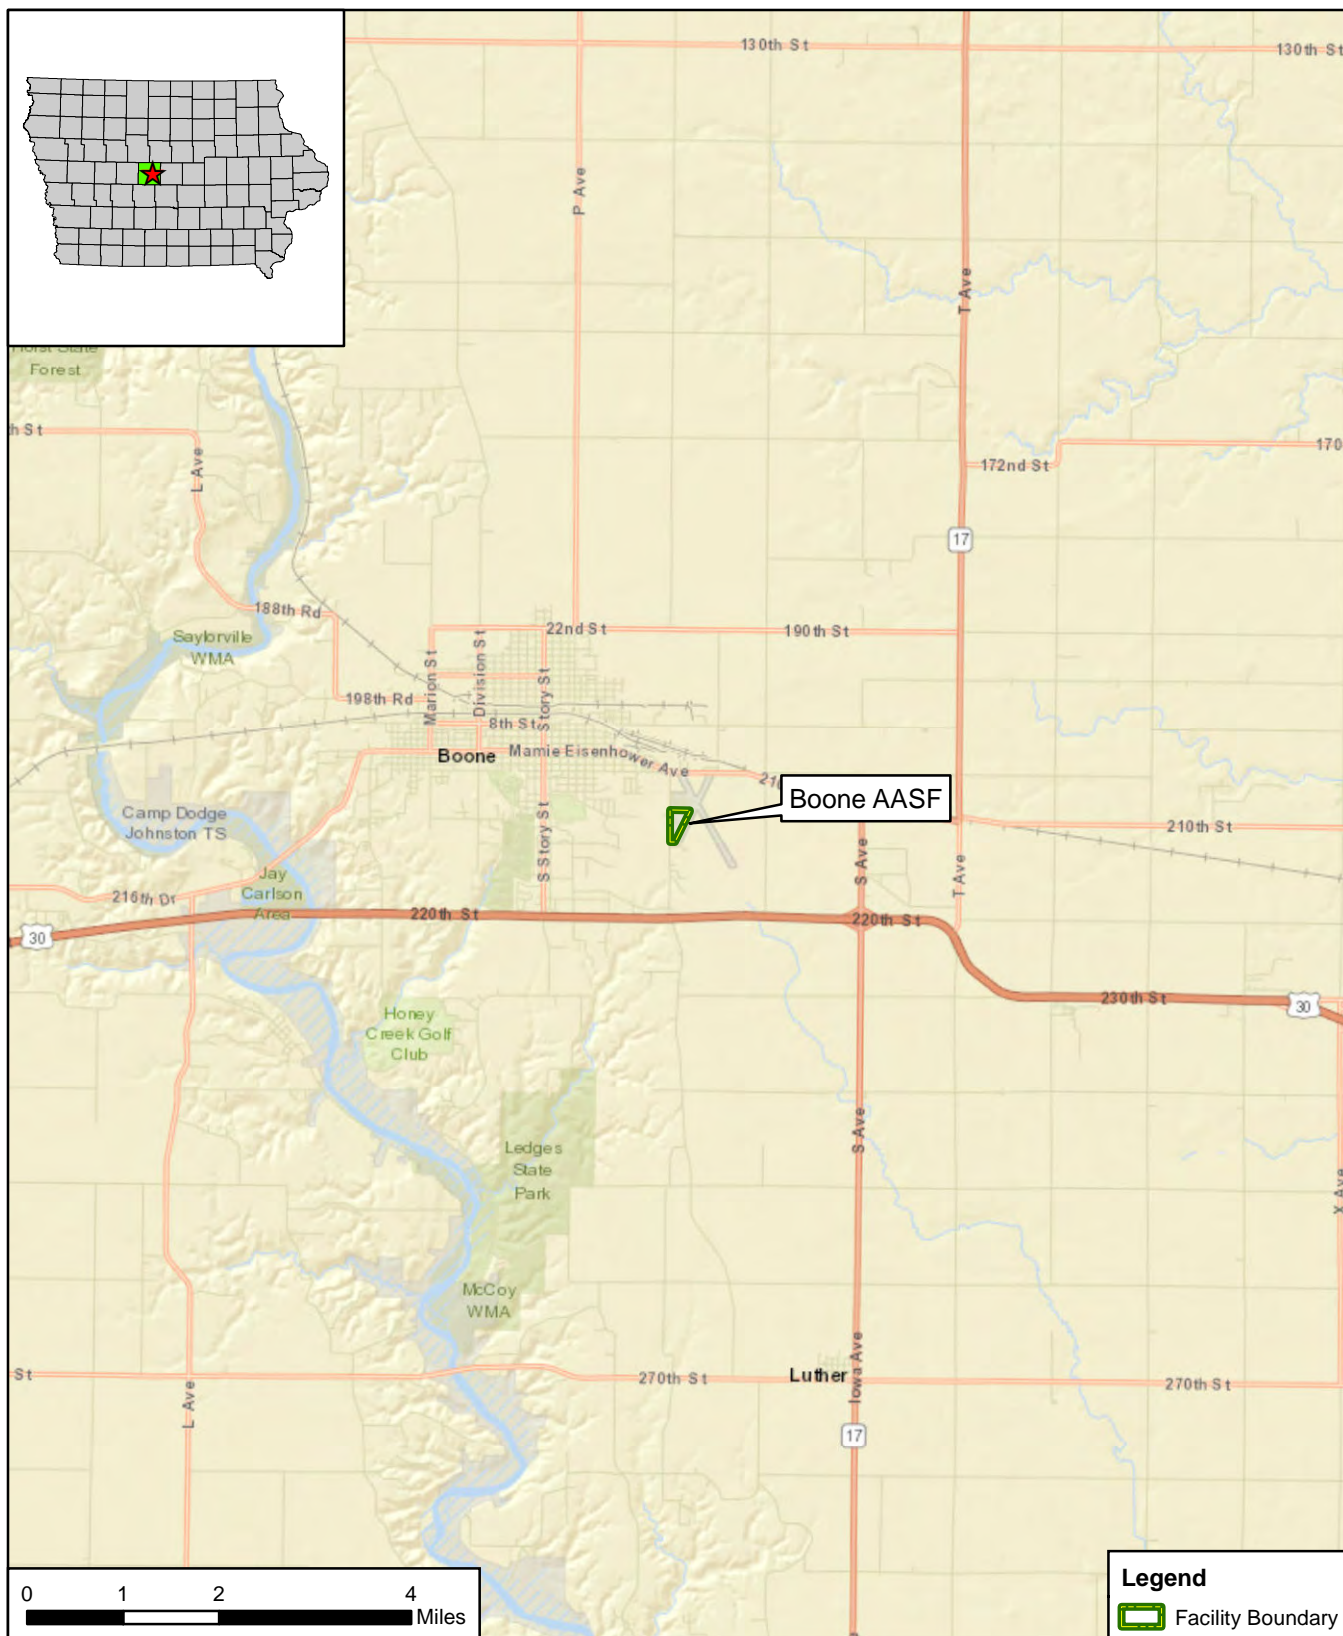 130th St
130th St
P Ave
T Ave
Forest
th St
L Ave
172nd St
170
17
188th Rd
22nd St
190th St
Saylorville
WMA
Marion St
Division St
Story St
198th Rd
8th St
Boone
Mamie Eisenhower Ave
Boone AASF
Camp Dodge
Johnston TS
S Story St
210th St
S Ave
T Ave
Jay
Carlson
Area
216th Dr
220th St
220th St
30
230th St
30
Honey
Creek Golf
Club
S Ave
Ledges
State
Park
X Ave
McCoy
WMA
St
270th St
Luther
Iowa Ave
270th St
L Ave
17
0 1 2 4
Miles
Legend
Facility Boundary